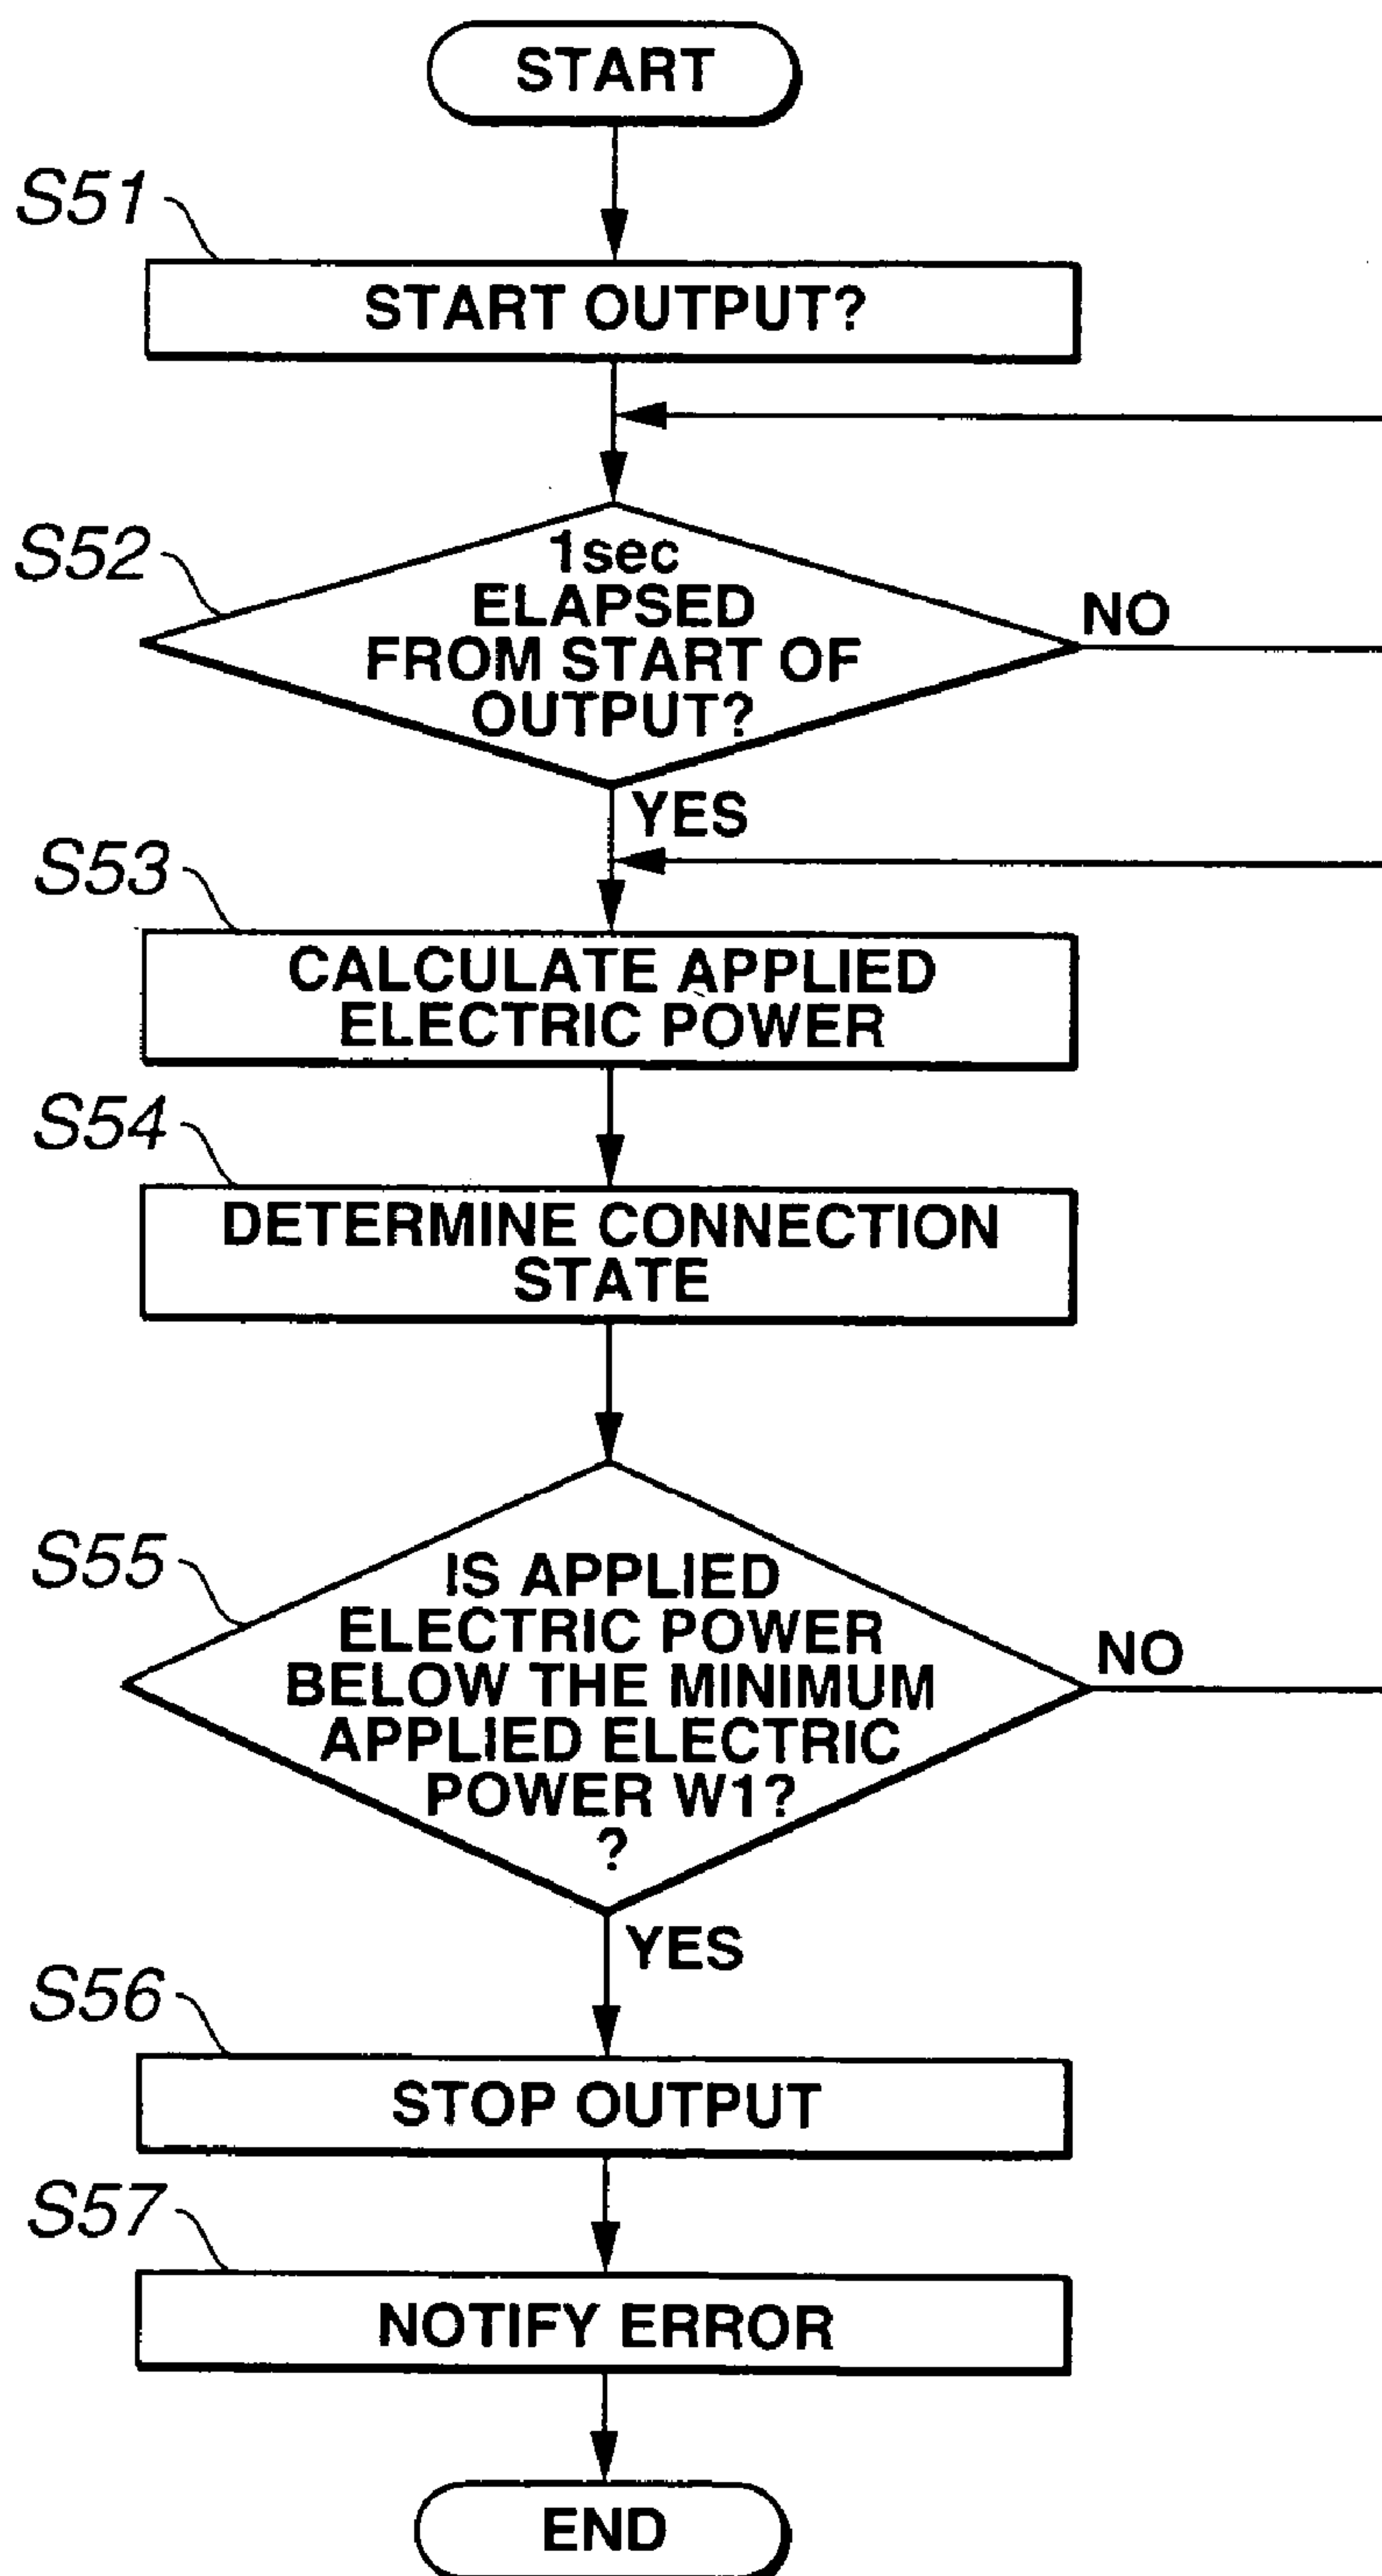 START
S51
START OUTPUT?
S52
1sec
ELAPSED
FROM START OF
OUTPUT?
NO
YES
S53
CALCULATE APPLIED
ELECTRIC POWER
S54
DETERMINE CONNECTION
STATE
S55
IS APPLIED
ELECTRIC POWER
BELOW THE MINIMUM
APPLIED ELECTRIC
POWER W1?
?
NO
YES
S56
STOP OUTPUT
S57
NOTIFY ERROR
END